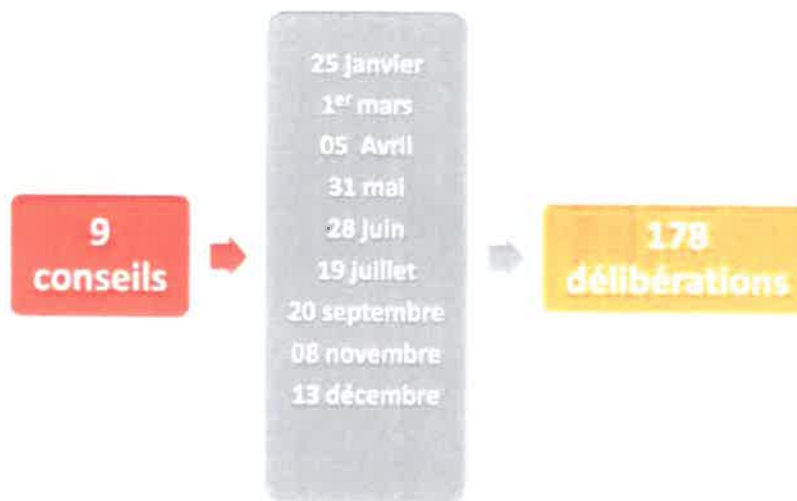 9
conseils
25 janvier
1er mars
05 Avril
31 mai
28 Juin
19 juillet
20 septembre
08 novembre
13 décembre
178
délibérations